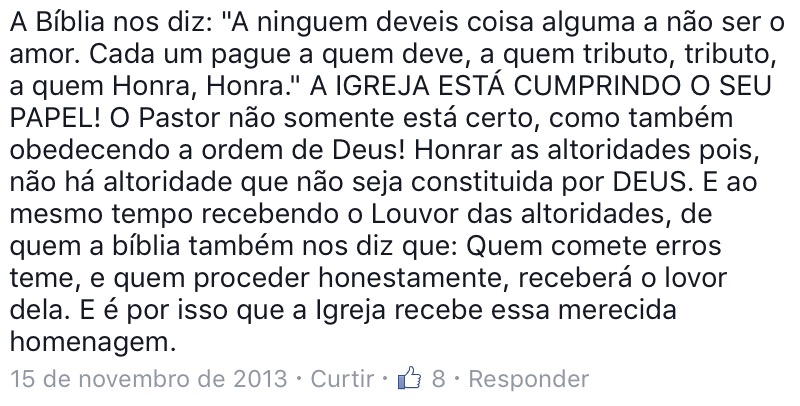 A Bíblia nos diz: "A ninguem deveis coisa alguma a não ser o
amor. Cada um pague a quem deve, a quem tributo, tributo,
a quem Honra, Honra." A IGREJA ESTÁ CUMPRINDO O SEU
PAPEL! O Pastor não somente está certo, como também
obedecendo a ordem de Deus! Honrar as altoridades pois,
não há altoridade que não seja constituida por DEUS. E ao
mesmo tempo recebendo o Louvor das altoridades, de
quem a bíblia também nos diz que: Quem comete erros
teme, e quem proceder honestamente, receberá o lovor
dela. E é por isso que a Igreja recebe essa merecida
homenagem.
15 de novembro de 2013 · Curtir · 8 · Responder